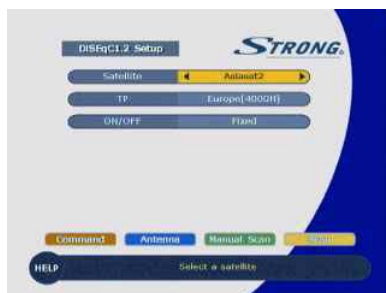 DISEqC1.2 Setup
STRONG.
Satellite
TP
Europe[4000H]
ON/OFF Fixed
Command Antenna Manual Scan
HELP Select a satellite